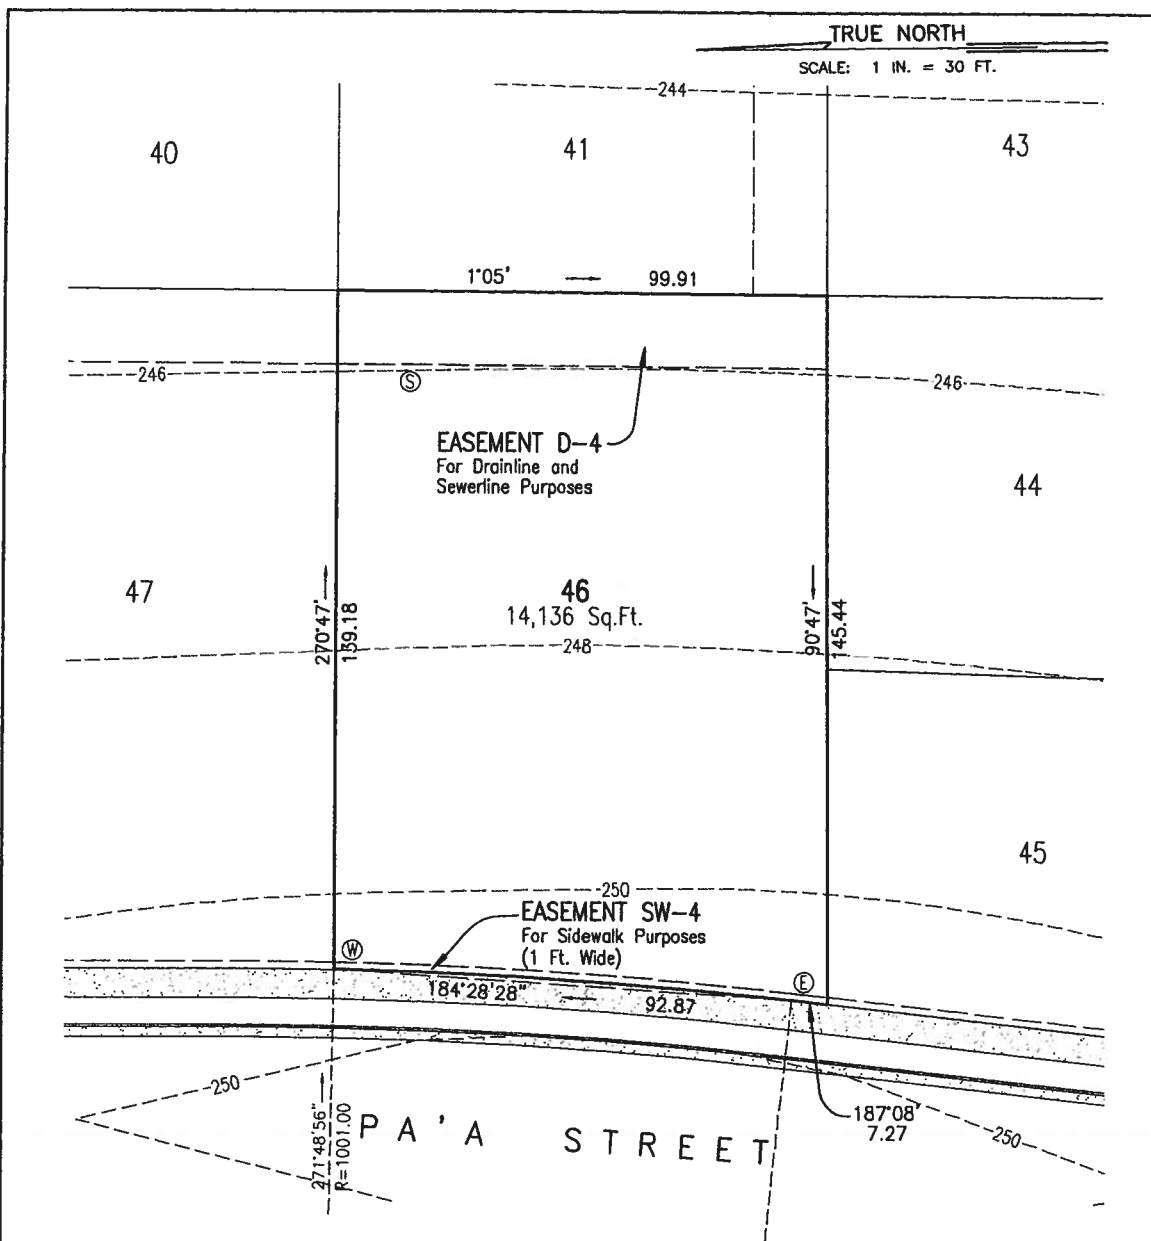 TRUE NORTH
SCALE: 1 IN. = 30 FT.
244
40
41
43
1°05' 99.91
246
246
S
EASEMENT D-4
For Drainline and
Sewerline Purposes
44
47
46
14,136 Sq.Ft.
270°47'
139.18
90°47'
145.44
248
45
250
EASEMENT SW-4
For Sidewalk Purposes
(1 Ft. Wide)
W
E
184°28'28" 92.87
250
187°08'
7.27
250
271°48'56"
R=1001.00
PA'A STREET